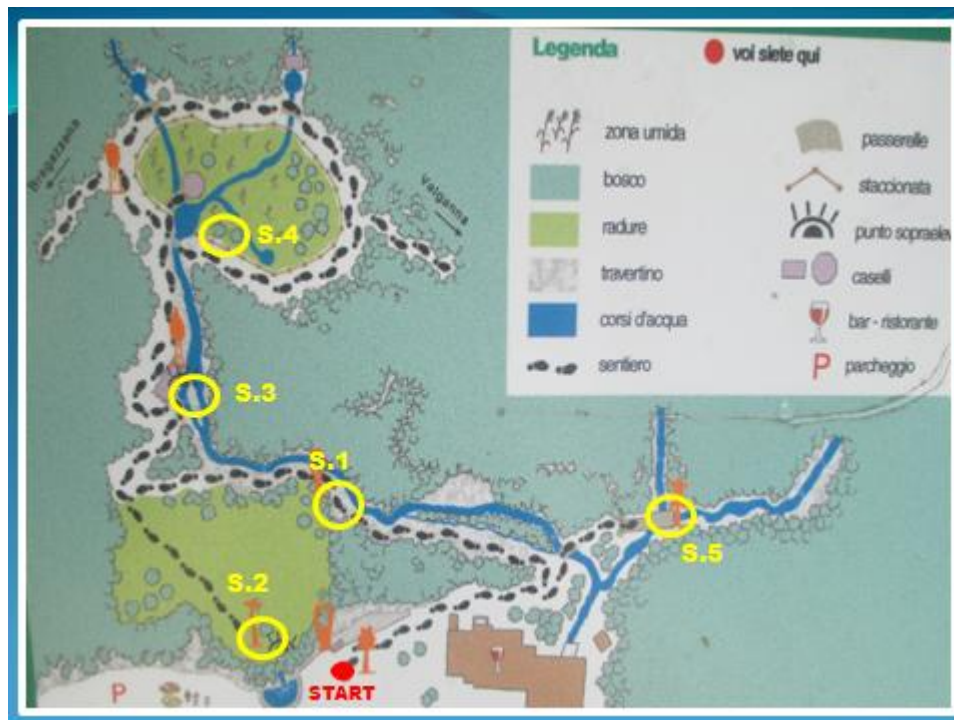 Legenda
voi siete qui
zona umida
passerelle
bosco
staccionata
radure
punto sopraelev
travertino
caselli
corsi d'acqua
bar - ristorante
sentiero
P parcheggio
Valganna
S.4
S.3
S.1
S.5
S.2
START
P